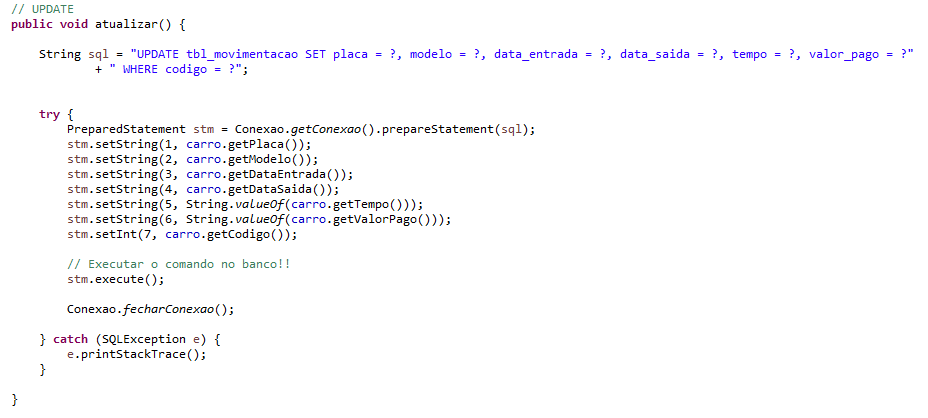 // UPDATE
public void atualizar() {
String sql = "UPDATE tbl_movimentacao SET placa = ?, modelo = ?, data_entrada = ?, data_saida = ?, tempo = ?, valor_pago = ?"
+ " WHERE codigo = ?";
try {
PreparedStatement stm = Conexao.getConexao().prepareStatement(sql);
stm.setString(1, carro.getPlaca());
stm.setString(2, carro.getModelo());
stm.setString(3, carro.getDataEntrada());
stm.setString(4, carro.getDataSaida());
stm.setString(5, String.valueOf(carro.getTempo()));
stm.setString(6, String.valueOf(carro.getValorPago()));
stm.setInt(7, carro.getCodigo());
// Executar o comando no banco!!
stm.execute();
Conexao.fecharConexao();
} catch (SQLException e) {
e.printStackTrace();
}
}